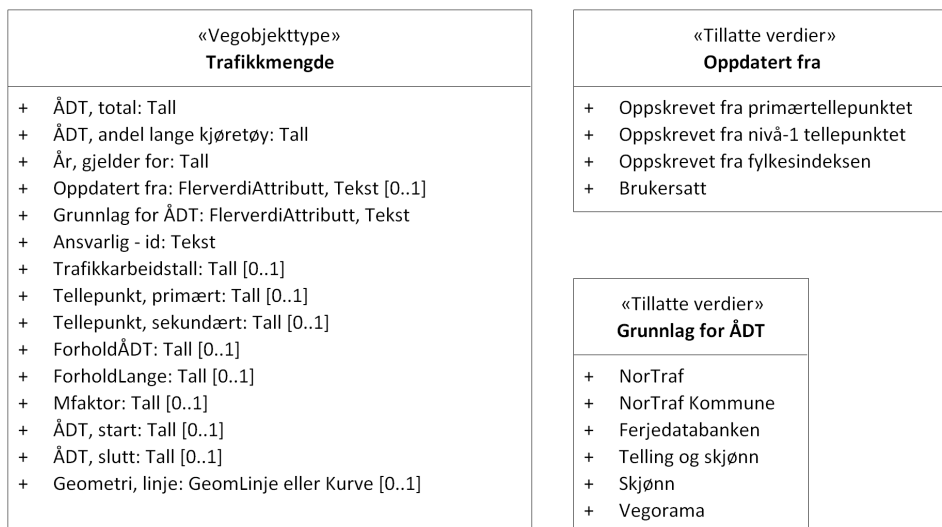 «Vegobjekttype»
Trafikkmengde
+ ÅDT, total: Tall
+ ÅDT, andel lange kjøretøy: Tall
+ År, gjelder for: Tall
+ Oppdatert fra: FlerverdiAttributt, Tekst [0..1]
+ Grunnlag for ÅDT: FlerverdiAttributt, Tekst
+ Ansvarlig - id: Tekst
+ Trafikkarbeidstall: Tall [0..1]
+ Tellepunkt, primært: Tall [0..1]
+ Tellepunkt, sekundært: Tall [0..1]
+ ForholdÅDT: Tall [0..1]
+ ForholdLange: Tall [0..1]
+ Mfaktor: Tall [0..1]
+ ÅDT, start: Tall [0..1]
+ ÅDT, slutt: Tall [0..1]
+ Geometri, linje: GeomLinje eller Kurve [0..1]
«Tillatte verdier»
Oppdatert fra
+ Oppskrevet fra primærtellepunktet
+ Oppskrevet fra nivå-1 tellepunktet
+ Oppskrevet fra fylkesindeksen
+ Brukersatt
«Tillatte verdier»
Grunnlag for ÅDT
+ NorTraf
+ NorTraf Kommune
+ Ferjedatabanken
+ Telling og skjønn
+ Skjønn
+ Vegorama